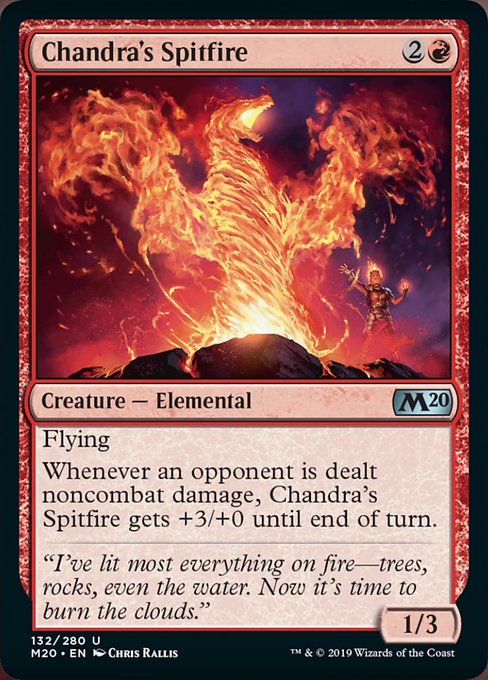 Chandra's Spitfire 2
Creature — Elemental M20
Flying
Whenever an opponent is dealt
noncombat damage, Chandra's
Spitfire gets +3/+0 until end of turn.
“I've lit most everything on fire—trees,
rocks, even the water. Now it's time to
burn the clouds.”
1/3
132/280 U
M20 • EN Chris Rallis ™ & © 2019 Wizards of the Coast